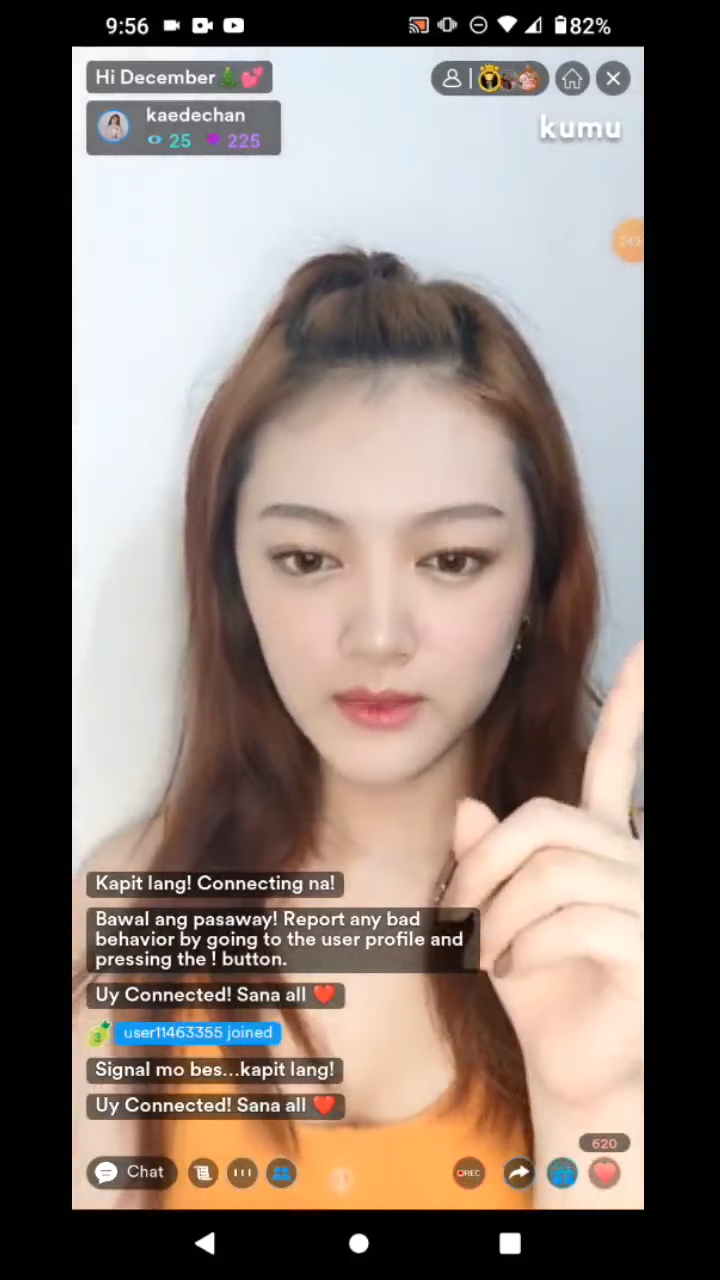 9:56
82%
Hi December
kaedechan
25 225
kumu
Kapit lang! Connecting na!
Bawal ang pasaway! Report any bad
behavior by going to the user profile and
pressing the ! button.
Uy Connected! Sana all
3 user11463355 joined
Signal mo bes...kapit lang!
Uy Connected! Sana all
620
Chat
REC